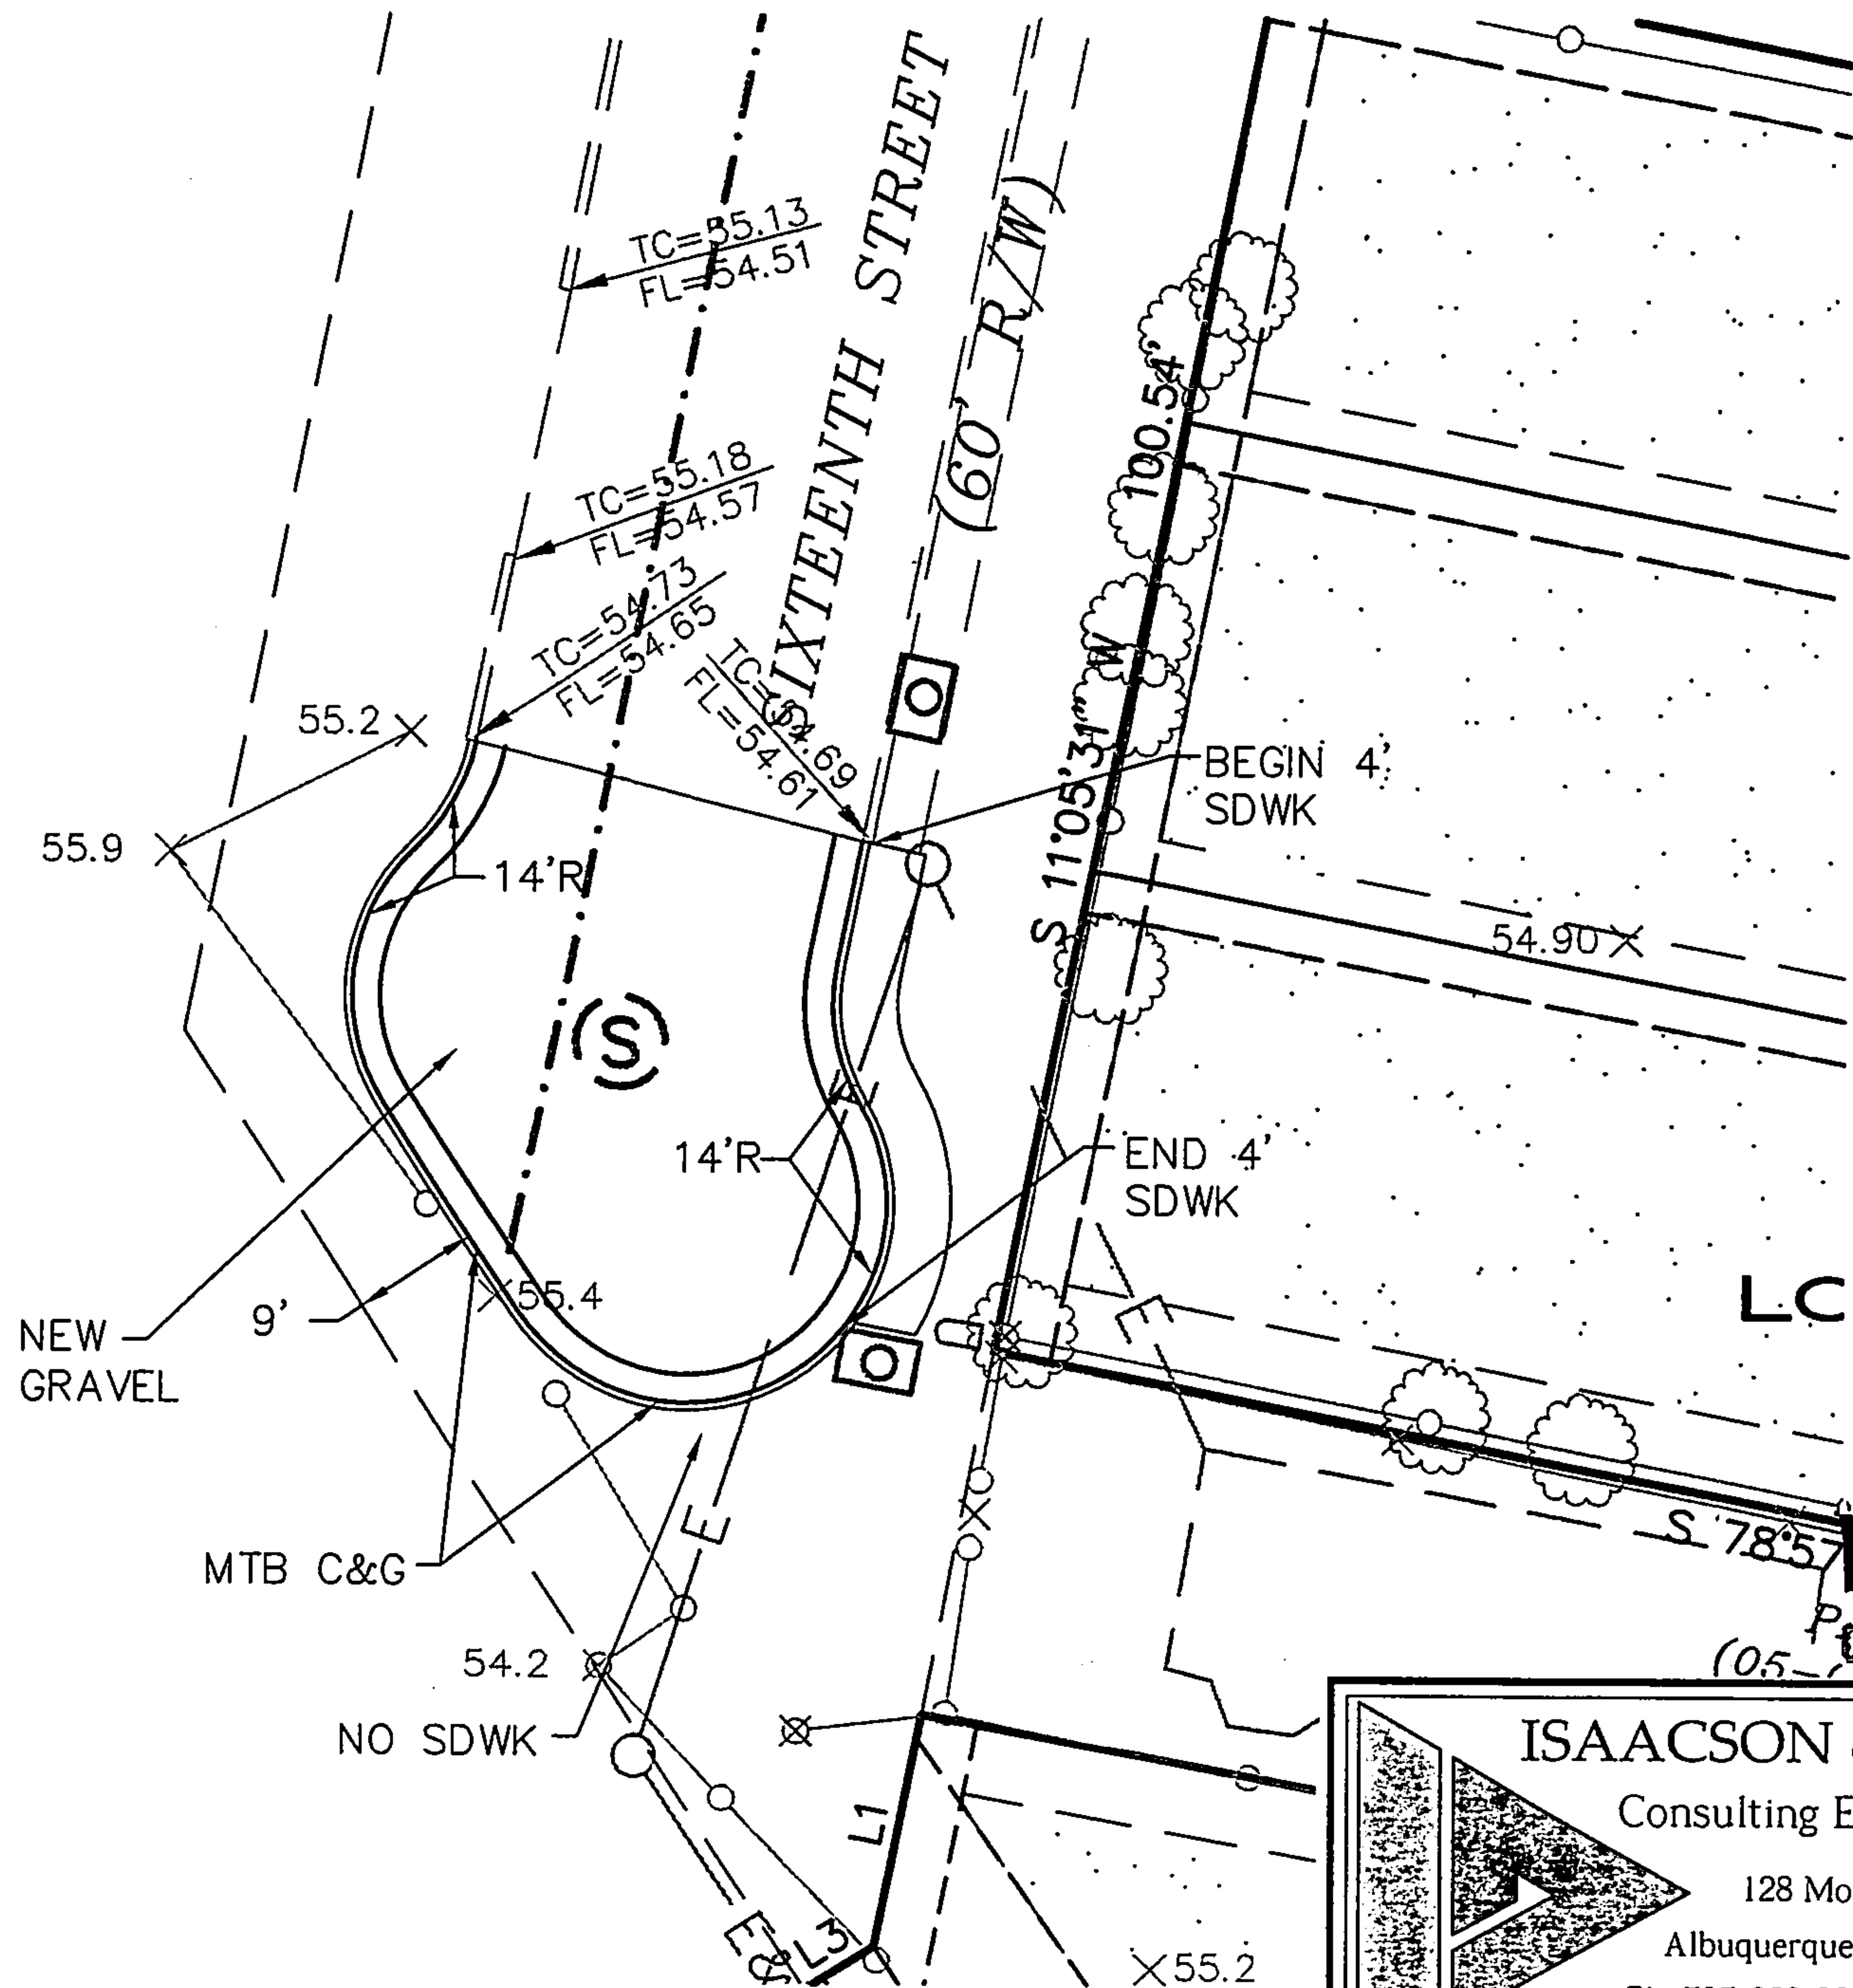 SIXTEENTH STREET
(60' R/W)
TC=55.13
FL=54.51
TC=55.18
FL=54.57
TC=54.73
FL=54.65
TC=54.69
FL=54.61
100.54'
S 11°05'31" W
55.2
55.9
14'R
BEGIN 4'
SDWK
54.90
S
14'R
END 4'
SDWK
LC
55.4
9'
NEW
GRAVEL
E
E
MTB C&G
S 78°57
54.2
NO SDWK
(05-
L1
L3
E&
55.2
ISAACSON
Consulting E
128 Mo
Albuquerque